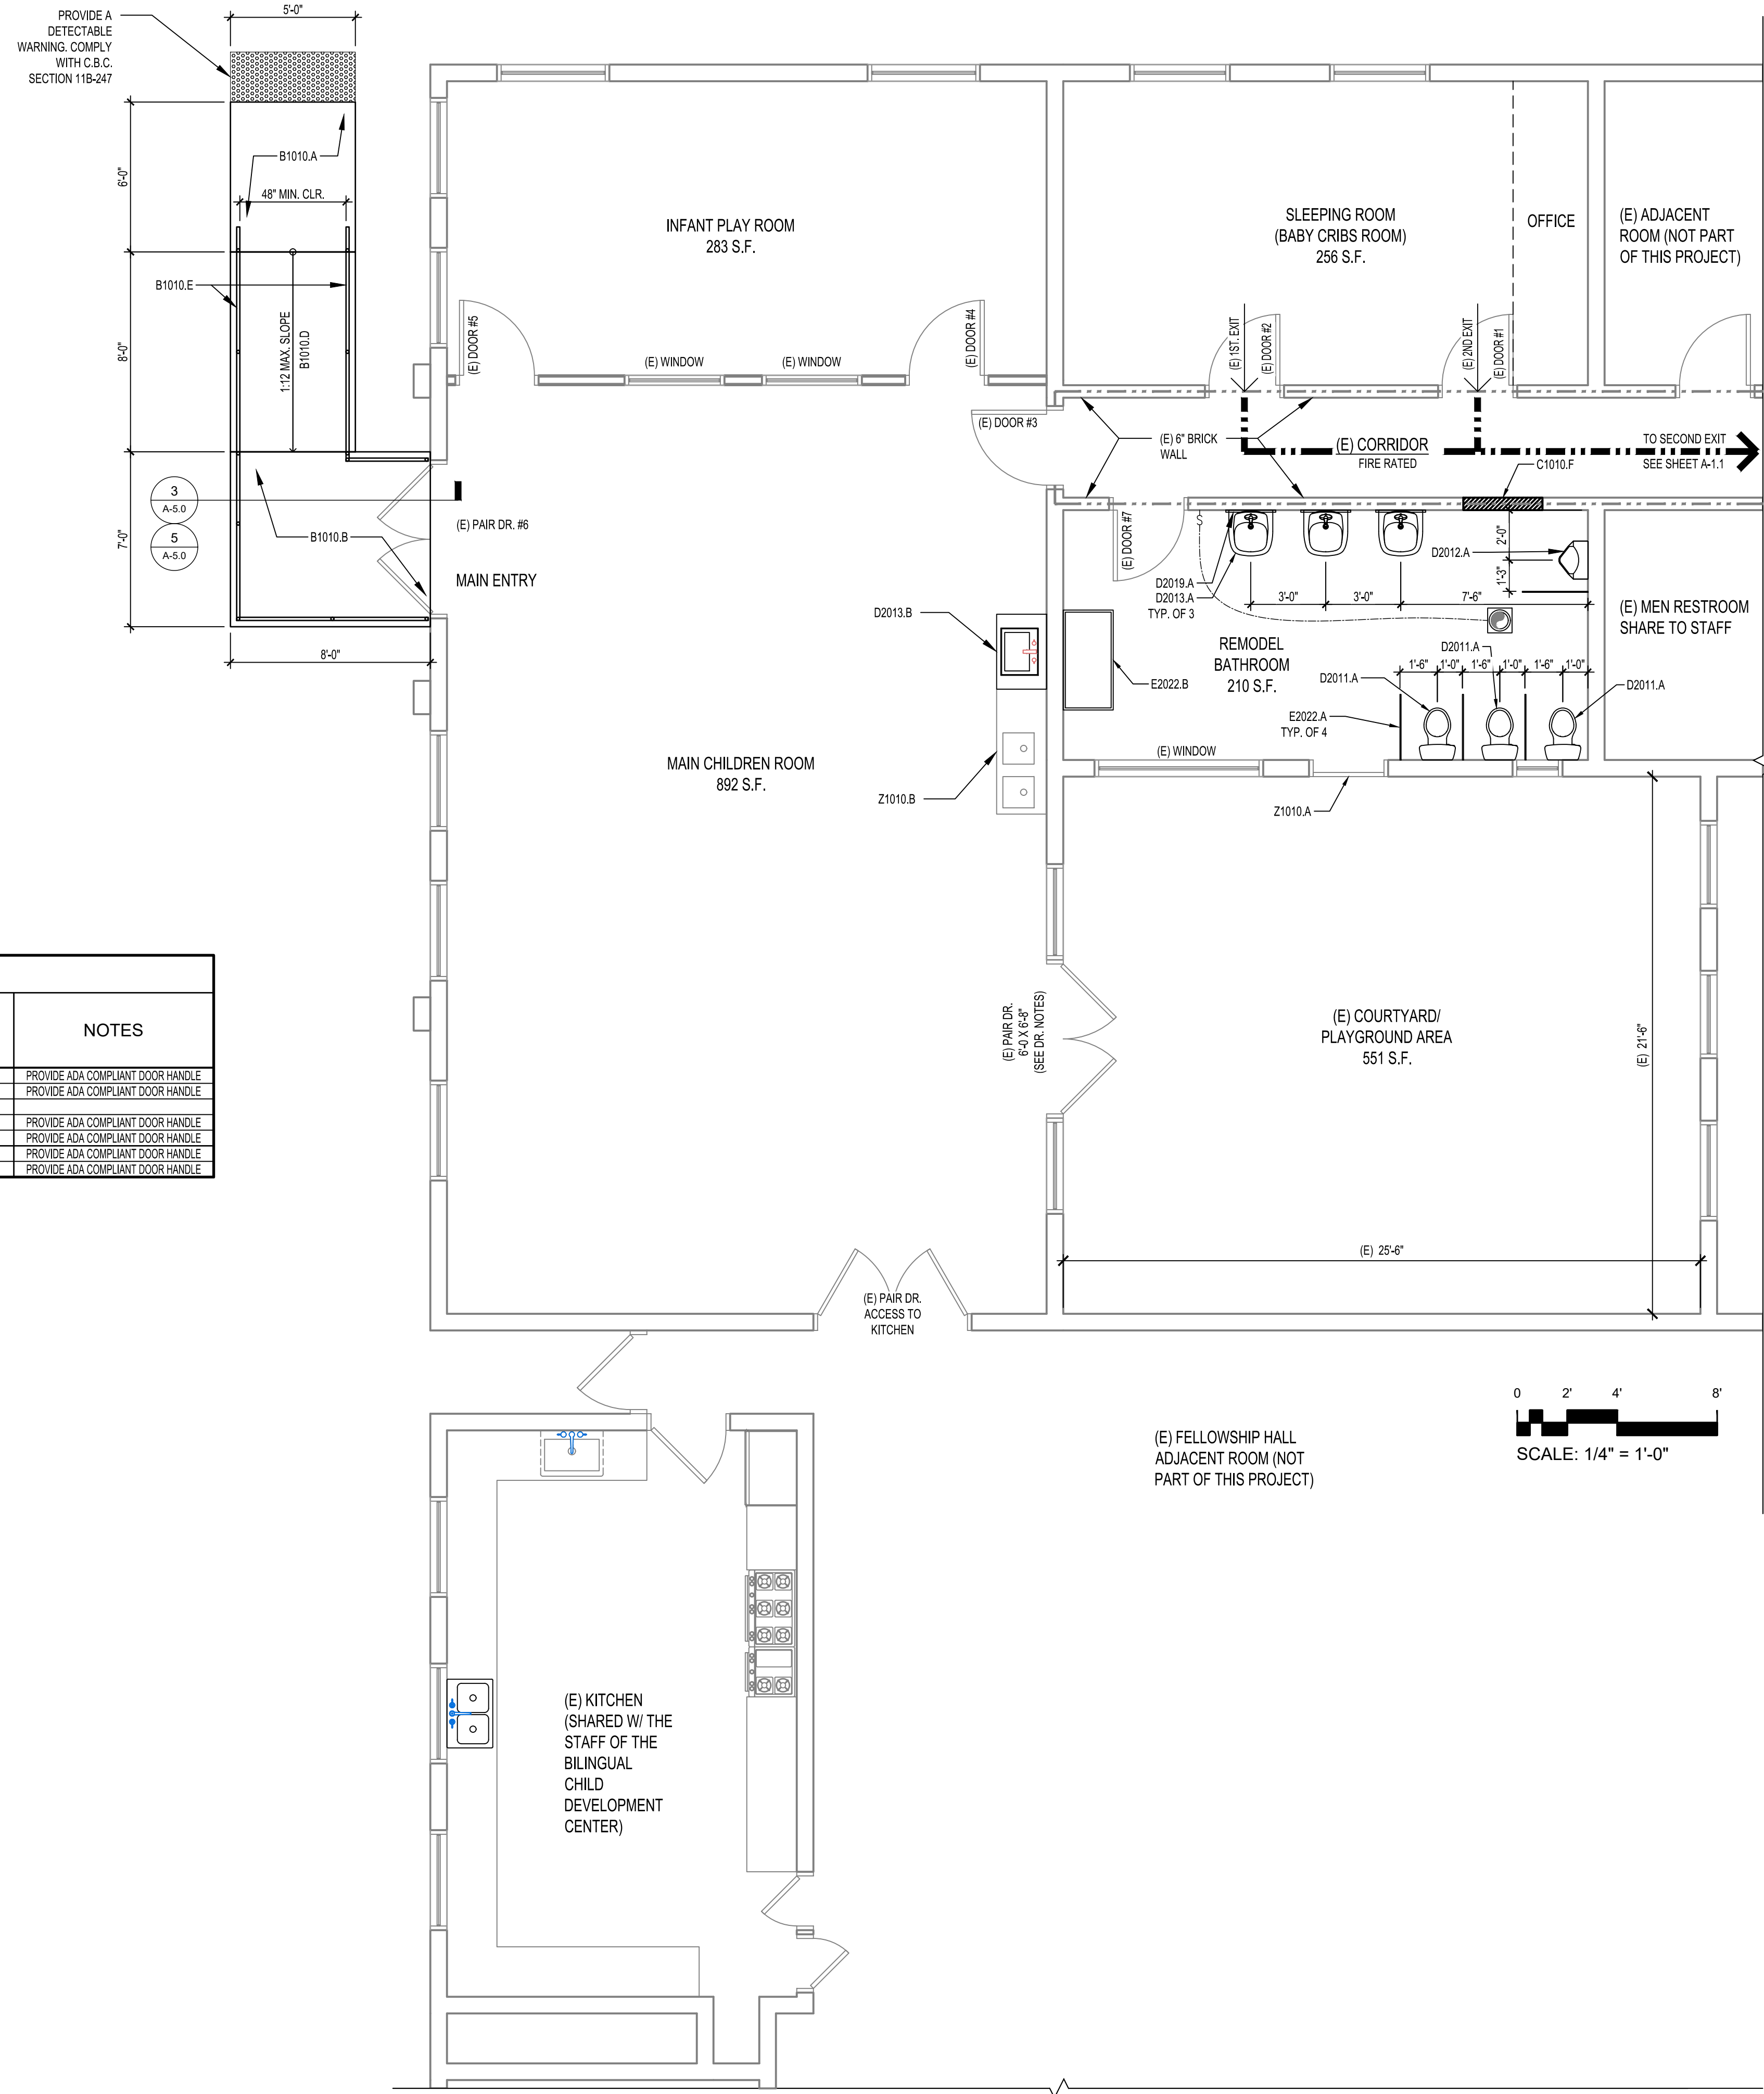 PROVIDE A
DETECTABLE
WARNING. COMPLY
WITH C.B.C.
SECTION 11B-247
5'-0"
6'-0"
B1010.A
48" MIN. CLR.
B1010.E
8'-0"
1:12 MAX. SLOPE
B1010.D
3
A-5.0
5
A-5.0
7'-0"
B1010.B
8'-0"
(E) PAIR DR. #6
MAIN ENTRY
INFANT PLAY ROOM
283 S.F.
(E) DOOR #5
(E) WINDOW
(E) WINDOW
(E) DOOR #4
SLEEPING ROOM
(BABY CRIBS ROOM)
256 S.F.
OFFICE
(E) ADJACENT
ROOM (NOT PART
OF THIS PROJECT)
(E) 1ST. EXIT
(E) DOOR #2
(E) 2ND EXIT
(E) DOOR #1
(E) DOOR #3
(E) 6" BRICK
WALL
(E) CORRIDOR
FIRE RATED
TO SECOND EXIT
SEE SHEET A-1.1
C1010.F
(E) DOOR #7
S
D2019.A
D2013.A
TYP. OF 3
3'-0"
3'-0"
7'-6"
2'-0"
1'-3"
D2012.A
(E) MEN RESTROOM
SHARE TO STAFF
D2013.B
REMODEL
BATHROOM
210 S.F.
E2022.B
D2011.A
D2011.A
D2011.A
1'-6"
1'-0"
1'-6"
1'-0"
1'-6"
1'-0"
E2022.A
TYP. OF 4
(E) WINDOW
Z1010.A
Z1010.B
MAIN CHILDREN ROOM
892 S.F.
(E) PAIR DR.
6'-0 X 6'-8"
(SEE DR. NOTES)
(E) COURTYARD/
PLAYGROUND AREA
551 S.F.
(E) 21'-6"
(E) 25'-6"
NOTES
PROVIDE ADA COMPLIANT DOOR HANDLE
PROVIDE ADA COMPLIANT DOOR HANDLE
PROVIDE ADA COMPLIANT DOOR HANDLE
PROVIDE ADA COMPLIANT DOOR HANDLE
PROVIDE ADA COMPLIANT DOOR HANDLE
PROVIDE ADA COMPLIANT DOOR HANDLE
(E) PAIR DR.
ACCESS TO
KITCHEN
(E) FELLOWSHIP HALL
ADJACENT ROOM (NOT
PART OF THIS PROJECT)
0 2' 4' 8'
SCALE: 1/4" = 1'-0"
(E) KITCHEN
(SHARED W/ THE
STAFF OF THE
BILINGUAL
CHILD
DEVELOPMENT
CENTER)